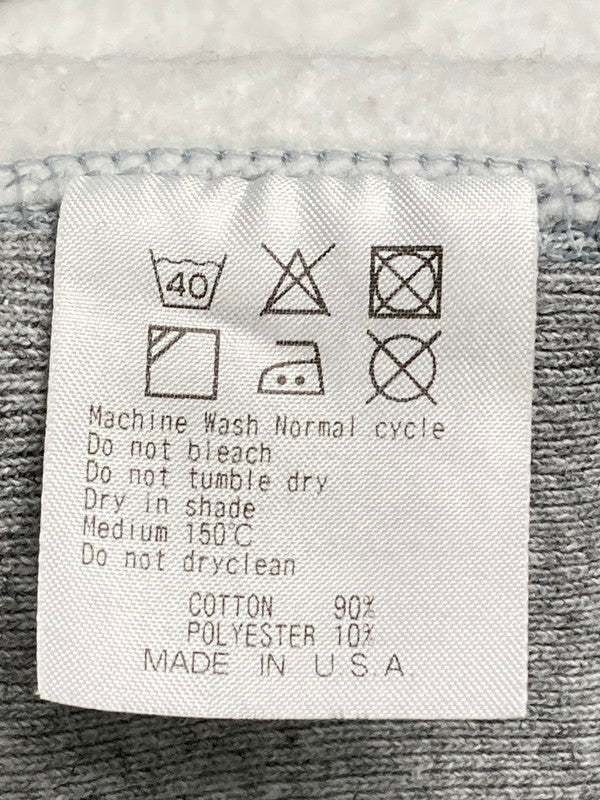 40
Machine Wash Normal cycle
Do not bleach
Do not tumble dry
Dry in shade
Medium 150℃
Do not dryclean
COTTON 90%
POLYESTER 10%
MADE IN U.S.A.